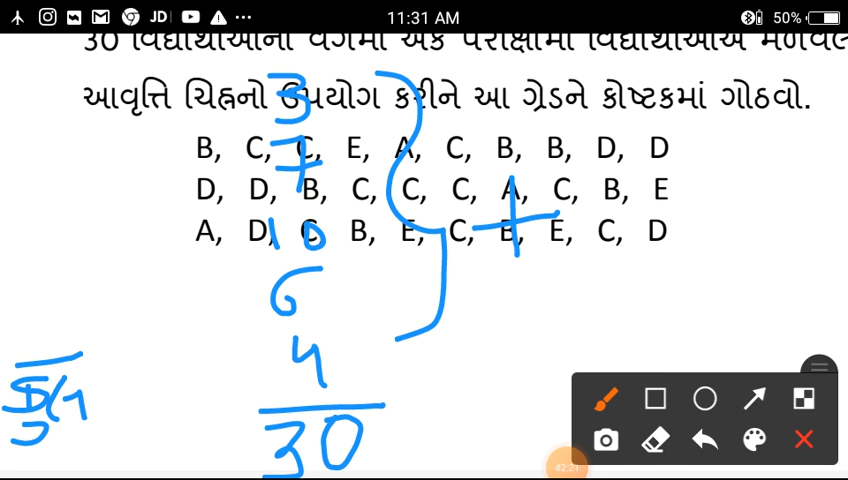 JD 11:31 AM 50%
30 વિદ્યાર્થીઓના વર્ગમાં એક પરીક્ષામાં વિદ્યાર્થીઓએ
આવૃત્તિ ચિહ્નનો ઉપયોગ કરીને આ ગ્રેડને કોષ્ટકમાં ગોઠવો.
B, C, C, E, A, C, B, B, D, D
D, D, B, C, C, C, A, C, B, E
A, D, C, B, E, C, B, E, C, D
3
7
10
6
4
30
42:21